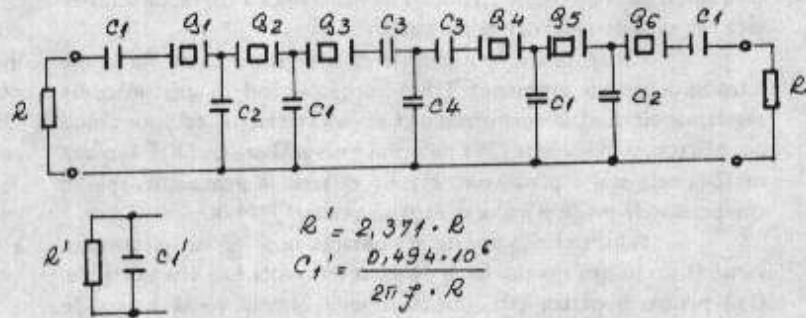 C1 Q1 Q2 Q3 C3 C3 Q4 Q5 Q6 C1
R C2 C1 C4 C1 C2 R
R' C1'
R' = 2,371 · R
C1' = 0,494 · 10⁶
2π f · R